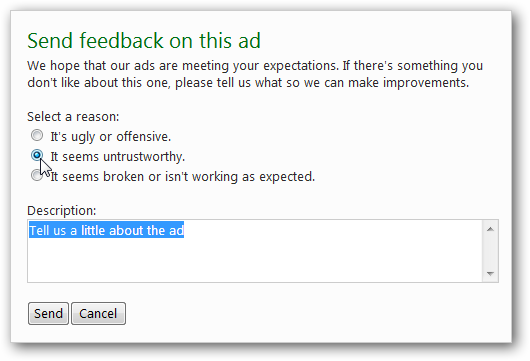 Send feedback on this ad
We hope that our ads are meeting your expectations. If there's something you
don't like about this one, please tell us what so we can make improvements.
Select a reason:
It's ugly or offensive.
It seems untrustworthy.
It seems broken or isn't working as expected.
Description:
Tell us a little about the ad
Send Cancel